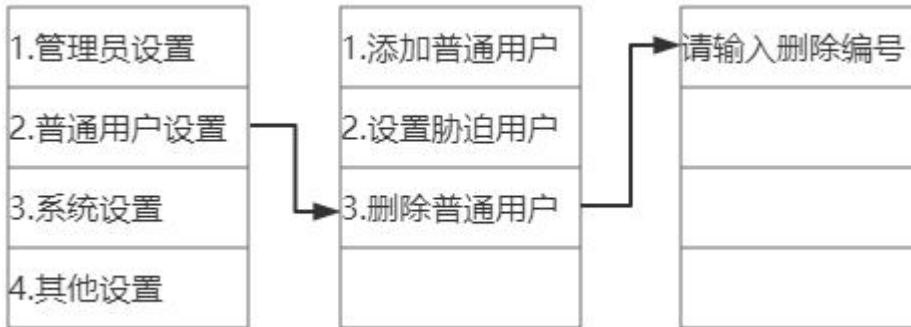 1.管理员设置
2.普通用户设置
3.系统设置
4.其他设置
1.添加普通用户
2.设置胁迫用户
3.删除普通用户
请输入删除编号